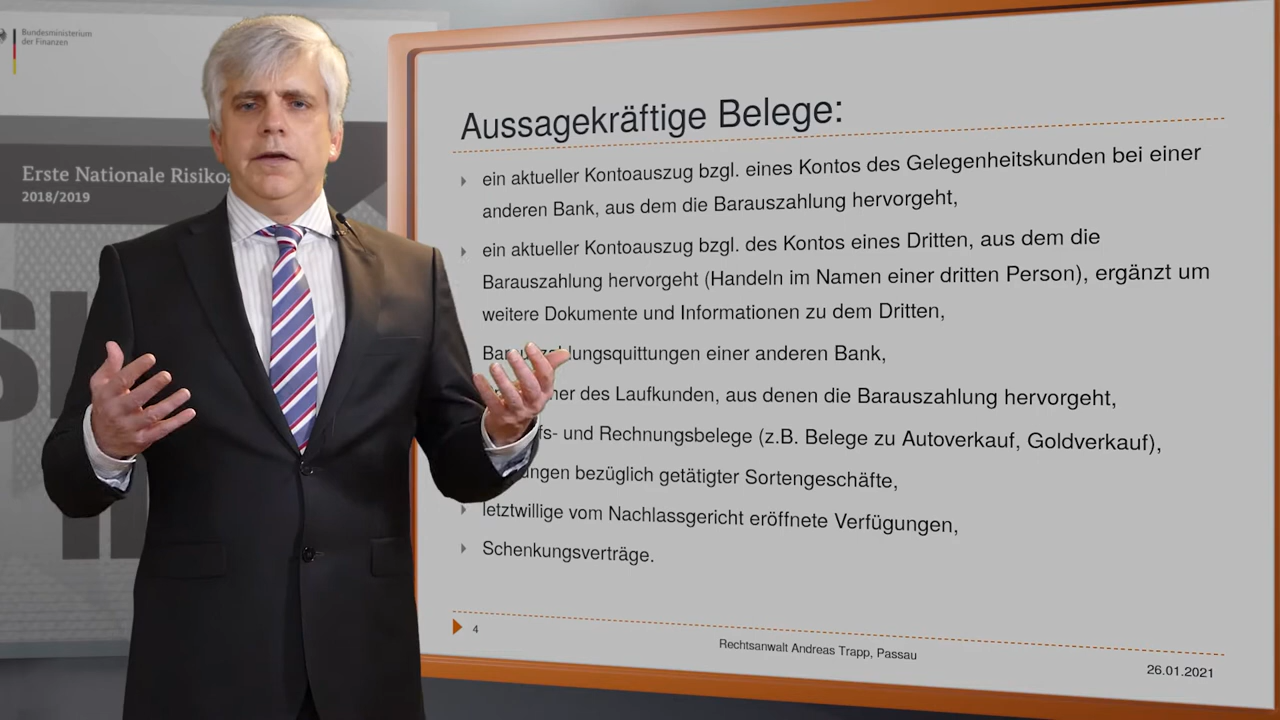 Bundesministerium
der Finanzen
Erste Nationale
2018/2019
Aussagekräftige Belege:
ein aktueller Kontoauszug bzgl. eines Kontos des Gelegenheitskunden bei einer
anderen Bank, aus dem die Barauszahlung hervorgeht,
ein aktueller Kontoauszug bzgl. des Kontos eines Dritten, aus dem die
Barauszahlung hervorgeht (Handeln im Namen einer dritten Person), ergänzt um
weitere Dokumente und Informationen zu dem Dritten,
Barauszahlungsquittungen einer anderen Bank,
des Laufkunden, aus denen die Barauszahlung hervorgeht,
und Rechnungsbelege (z.B. Belege zu Autoverkauf, Goldverkauf),
bezüglich getätigter Sortengeschäfte,
letztwillige vom Nachlassgericht eröffnete Verfügungen,
Schenkungsverträge.
4
Rechtsanwalt Andreas Trapp, Passau
26.01.2021